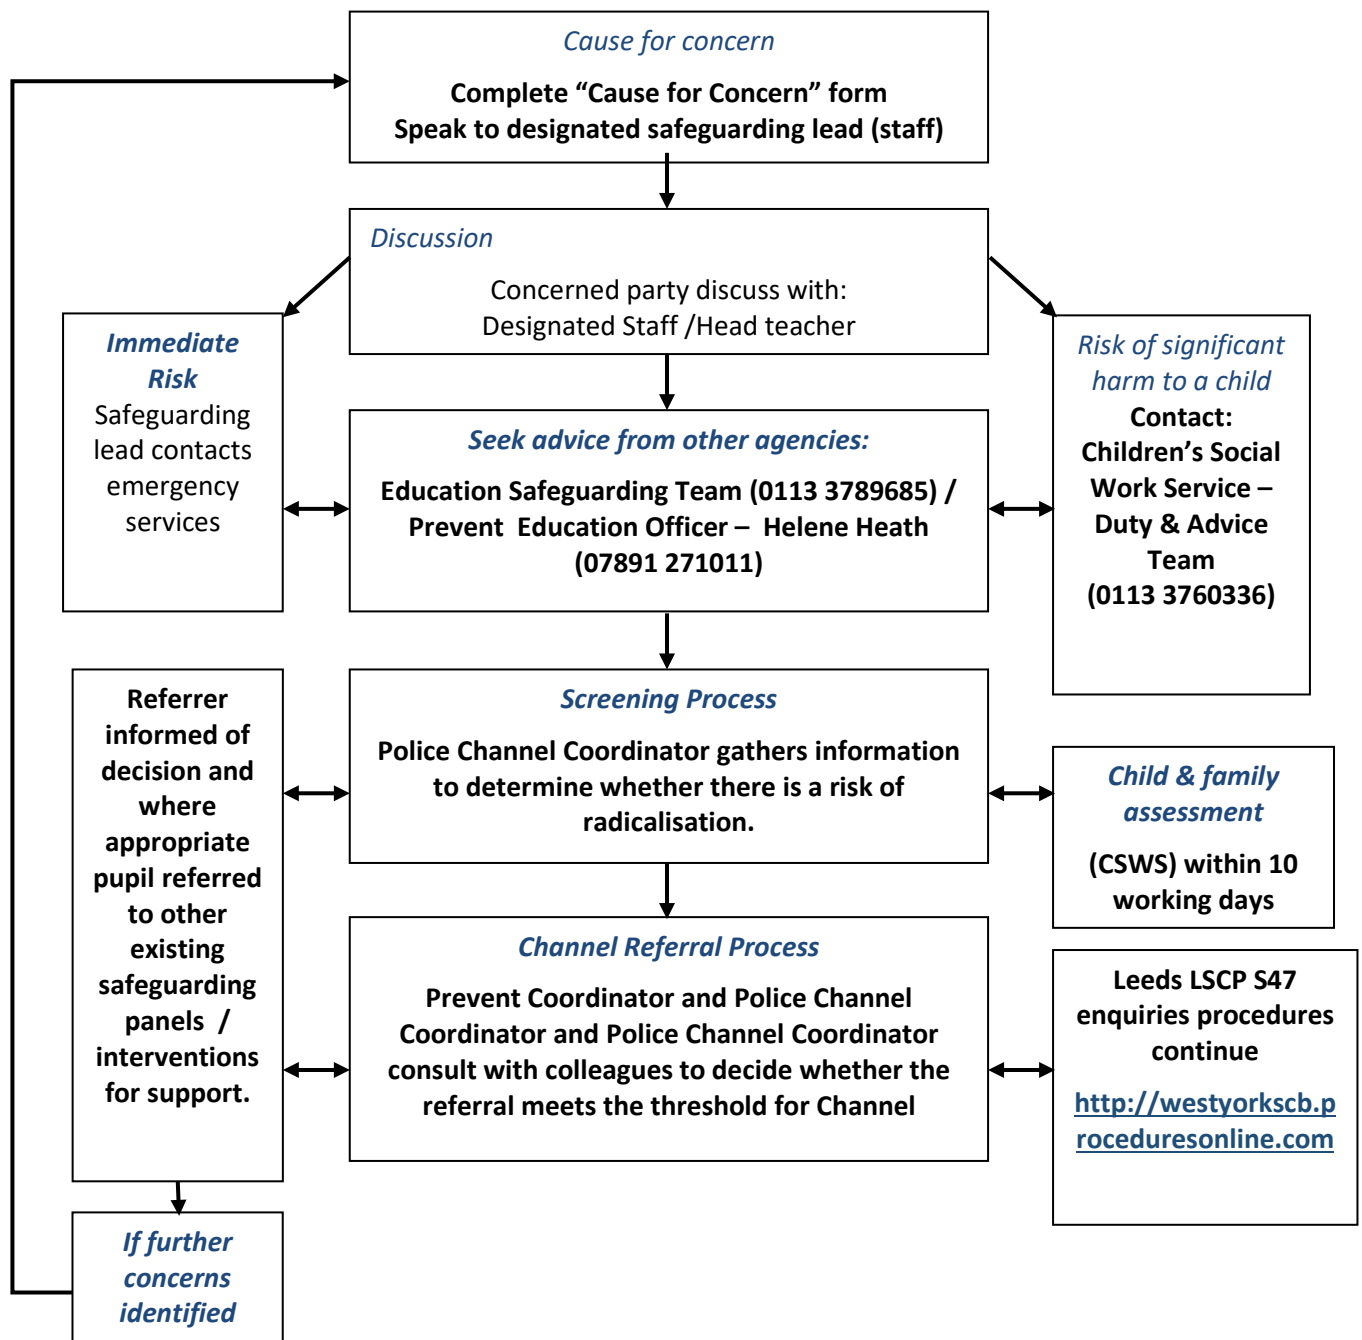 Cause for concern
Complete “Cause for Concern” form
Speak to designated safeguarding lead (staff)
Discussion
Concerned party discuss with:
Designated Staff /Head teacher
Immediate
Risk
Safeguarding
lead contacts
emergency
services
Seek advice from other agencies:
Education Safeguarding Team (0113 3789685) /
Prevent  Education Officer –  Helene Heath
(07891 271011)
Risk of significant
harm to a child
Contact:
Children’s Social
Work Service –
Duty & Advice
Team
(0113 3760336)
Referrer
informed of
decision and
where
appropriate
pupil referred
to other
existing
safeguarding
panels  /
interventions
for support.
Screening Process
Police Channel Coordinator gathers information
to determine whether there is a risk of
radicalisation.
Child & family
assessment
(CSWS) within 10
working days
Channel Referral Process
Prevent Coordinator and Police Channel
Coordinator and Police Channel Coordinator
consult with colleagues to decide whether the
referral meets the threshold for Channel
Leeds LSCP S47
enquiries procedures
continue
http://westyorkscb.p
roceduresonline.com
If further
concerns
identified